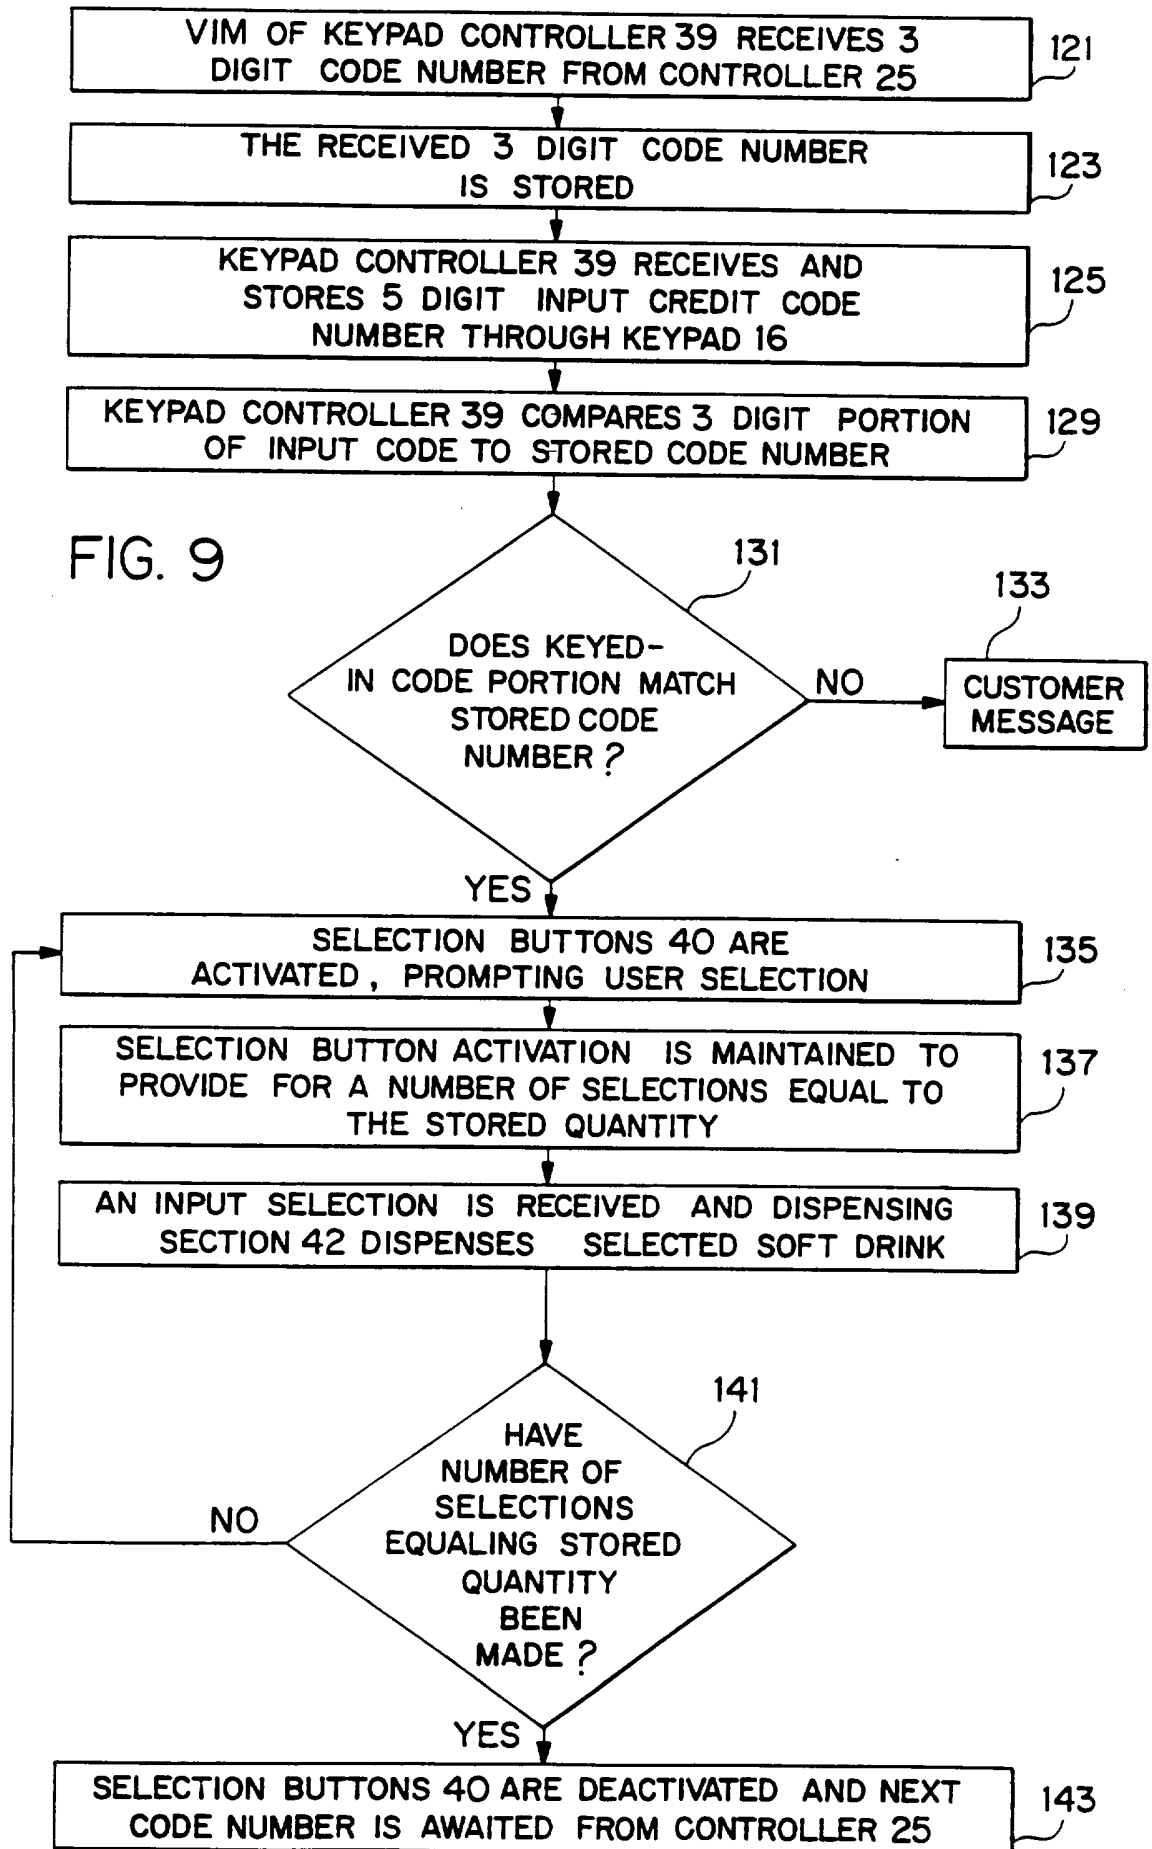 VIM OF KEYPAD CONTROLLER 39 RECEIVES 3
DIGIT CODE NUMBER FROM CONTROLLER 25
121
THE RECEIVED 3 DIGIT CODE NUMBER
IS STORED
123
KEYPAD CONTROLLER 39 RECEIVES AND
STORES 5 DIGIT INPUT CREDIT CODE
NUMBER THROUGH KEYPAD 16
125
KEYPAD CONTROLLER 39 COMPARES 3 DIGIT PORTION
OF INPUT CODE TO STORED CODE NUMBER
129
FIG. 9
131
DOES KEYED-
IN CODE PORTION MATCH
STORED CODE
NUMBER ?
NO
133
CUSTOMER
MESSAGE
YES
SELECTION BUTTONS 40 ARE
ACTIVATED, PROMPTING USER SELECTION
135
SELECTION BUTTON ACTIVATION IS MAINTAINED TO
PROVIDE FOR A NUMBER OF SELECTIONS EQUAL TO
THE STORED QUANTITY
137
AN INPUT SELECTION IS RECEIVED AND DISPENSING
SECTION 42 DISPENSES SELECTED SOFT DRINK
139
141
HAVE
NUMBER OF
SELECTIONS
EQUALING STORED
QUANTITY
BEEN
MADE ?
NO
YES
SELECTION BUTTONS 40 ARE DEACTIVATED AND NEXT
CODE NUMBER IS AWAITED FROM CONTROLLER 25
143